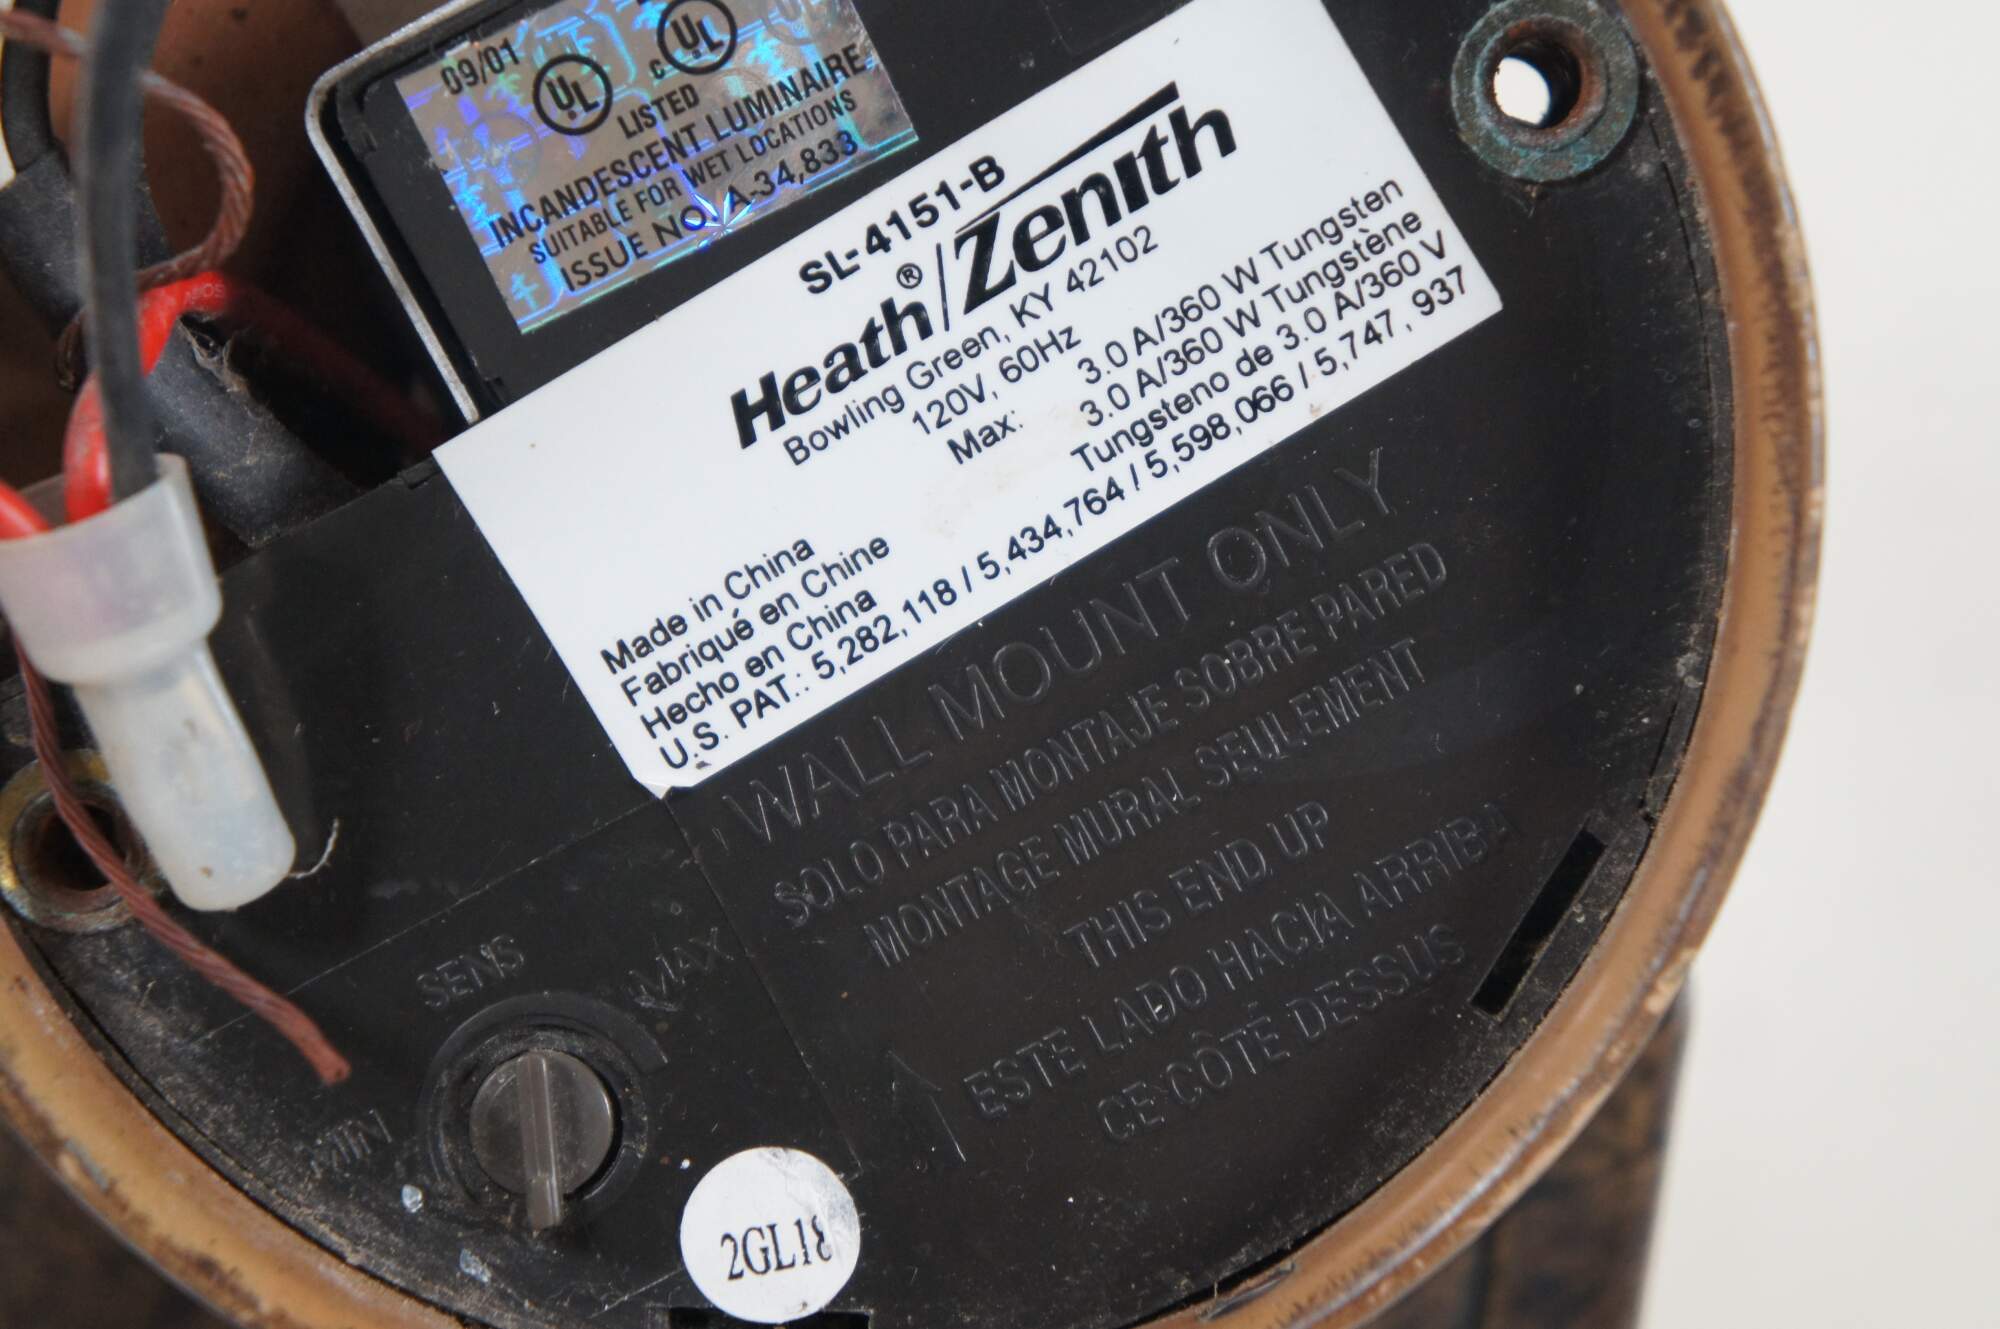 09/01
UL
c UL
LISTED
INCANDESCENT LUMINAIRE
SUITABLE FOR WET LOCATIONS
ISSUE NO. A-34,833
SL-4151-B
Heath®/Zenith
Bowling Green, KY 42102
120V, 60Hz
Max: 3.0 A/360 W Tungsten
3.0 A/360 W Tungstène
Tungsteno de 3.0 A/360 V
Made in China
Fabriqué en Chine
Hecho en China
U.S. PAT.: 5,282,118 / 5,434,764 / 5,598,066 / 5,747,937
WALL MOUNT ONLY
SOLO PARA MONTAJE SOBRE PARED
MONTAGE MURAL SEULEMENT
THIS END UP
ESTE LADO HACIA ARRIBA
CE CÔTÉ DESSUS
SENS
MAX
MIN
2GL18